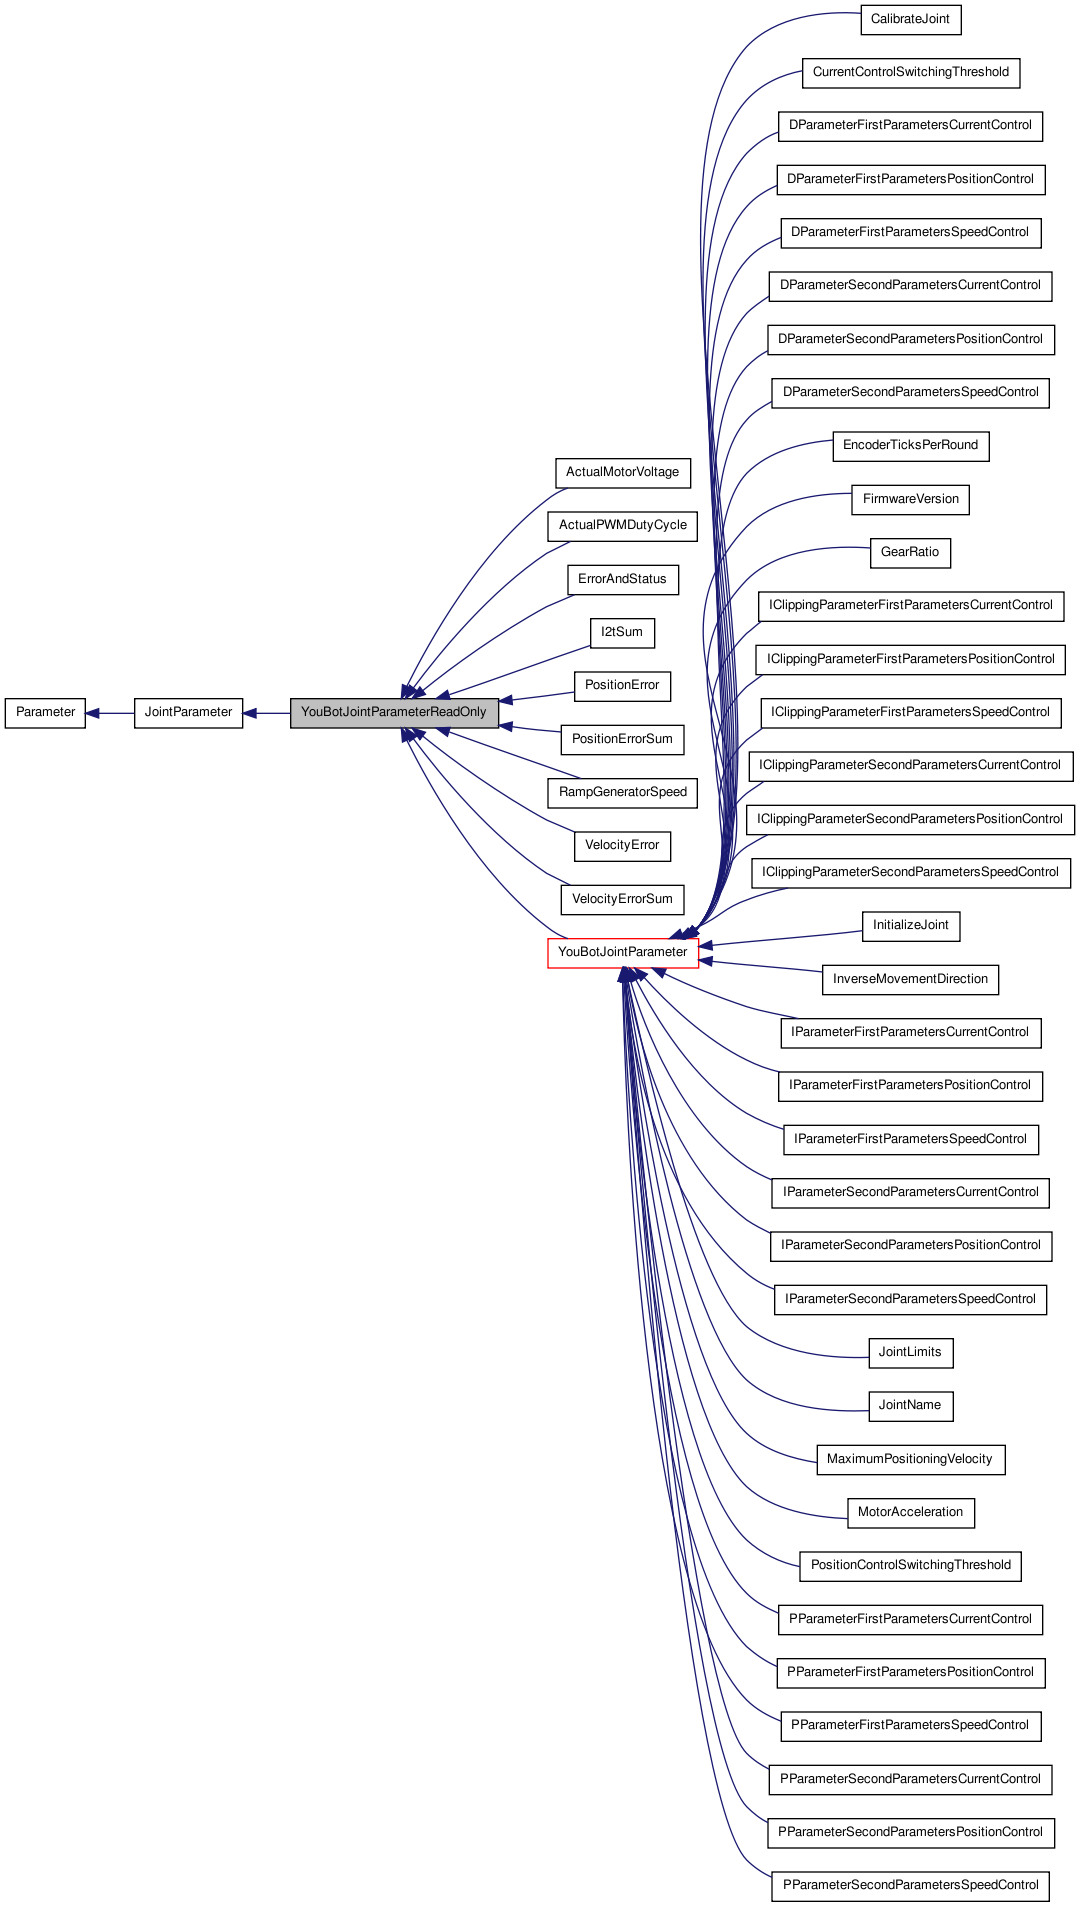 Parameter
JointParameter
YouBotJointParameterReadOnly
ActualMotorVoltage
ActualPWMDutyCycle
ErrorAndStatus
I2tSum
PositionError
PositionErrorSum
RampGeneratorSpeed
VelocityError
VelocityErrorSum
YouBotJointParameter
CalibrateJoint
CurrentControlSwitchingThreshold
DParameterFirstParametersCurrentControl
DParameterFirstParametersPositionControl
DParameterFirstParametersSpeedControl
DParameterSecondParametersCurrentControl
DParameterSecondParametersPositionControl
DParameterSecondParametersSpeedControl
EncoderTicksPerRound
FirmwareVersion
GearRatio
IClippingParameterFirstParametersCurrentControl
IClippingParameterFirstParametersPositionControl
IClippingParameterFirstParametersSpeedControl
IClippingParameterSecondParametersCurrentControl
IClippingParameterSecondParametersPositionControl
IClippingParameterSecondParametersSpeedControl
InitializeJoint
InverseMovementDirection
IParameterFirstParametersCurrentControl
IParameterFirstParametersPositionControl
IParameterFirstParametersSpeedControl
IParameterSecondParametersCurrentControl
IParameterSecondParametersPositionControl
IParameterSecondParametersSpeedControl
JointLimits
JointName
MaximumPositioningVelocity
MotorAcceleration
PositionControlSwitchingThreshold
PParameterFirstParametersCurrentControl
PParameterFirstParametersPositionControl
PParameterFirstParametersSpeedControl
PParameterSecondParametersCurrentControl
PParameterSecondParametersPositionControl
PParameterSecondParametersSpeedControl